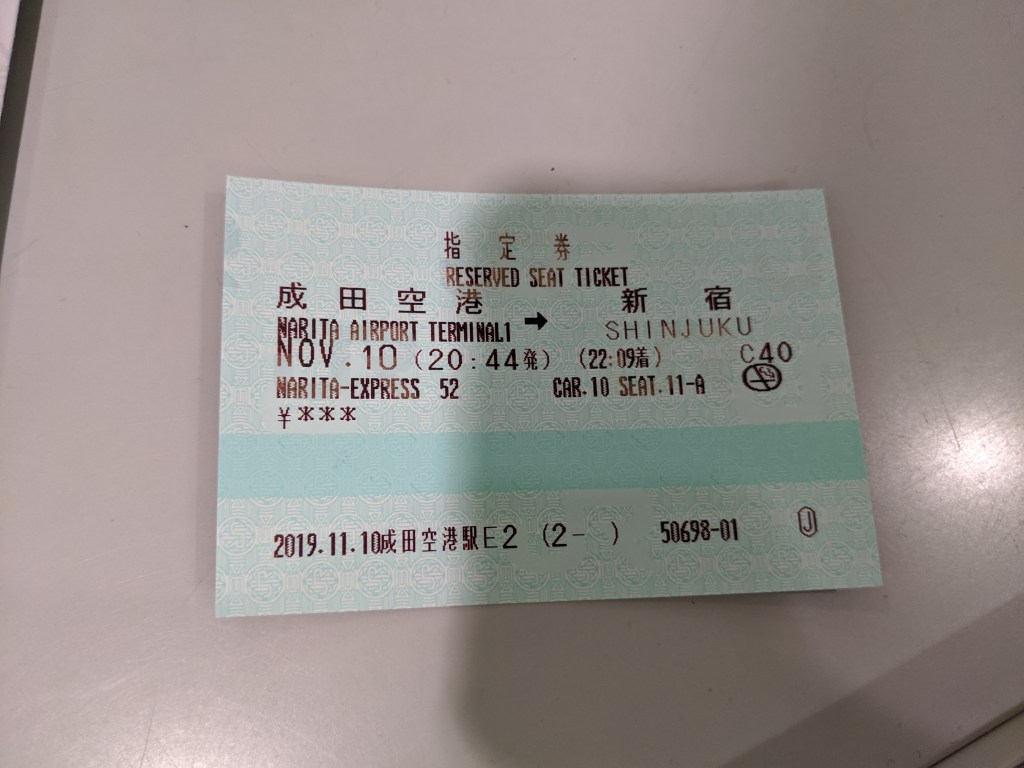 指定券
RESERVED SEAT TICKET
成田空港 ➡ 新宿
NARITA AIRPORT TERMINAL1 SHINJUKU
NOV.10 (20:44発) (22:09着) C40
NARITA-EXPRESS 52 CAR.10 SEAT.11-A
¥***
2019.11.10成田空港駅E2 (2- ) 50698-01 Ⓙ